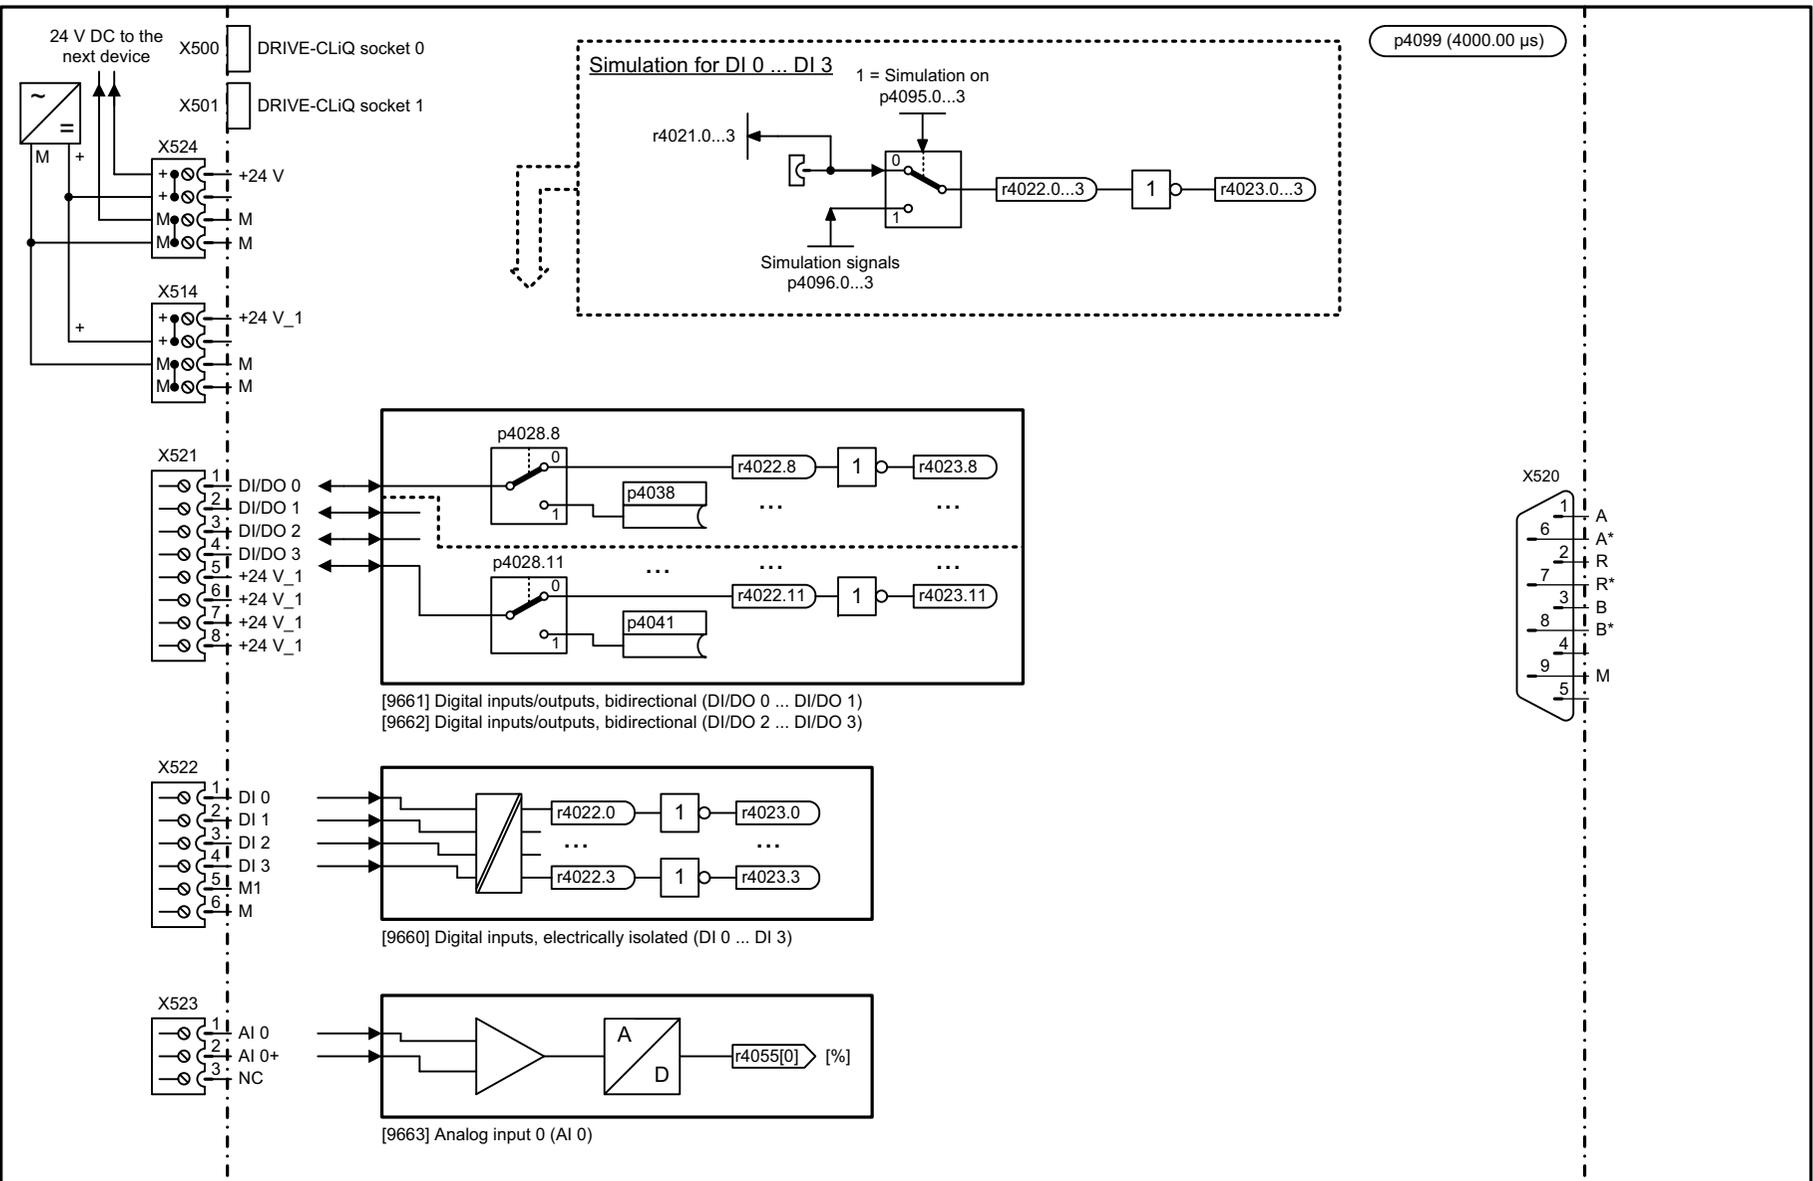 24 V DC to the
next device
X500 DRIVE-CLiQ socket 0
X501 DRIVE-CLiQ socket 1
~
=
M +
X524
+ +24 V
+
M M
M M
X514
+
+ +24 V_1
+
M M
M M
Simulation for DI 0 ... DI 3
1 = Simulation on
p4095.0...3
r4021.0...3
0
1
r4022.0...3
1
r4023.0...3
Simulation signals
p4096.0...3
p4099 (4000.00 µs)
X521
1 DI/DO 0
2 DI/DO 1
3 DI/DO 2
4 DI/DO 3
5 +24 V_1
6 +24 V_1
7 +24 V_1
8 +24 V_1
p4028.8
0
1
r4022.8
1
r4023.8
p4038
... ...
p4028.11
... ... ...
0
1
r4022.11
1
r4023.11
p4041
[9661] Digital inputs/outputs, bidirectional (DI/DO 0 ... DI/DO 1)
[9662] Digital inputs/outputs, bidirectional (DI/DO 2 ... DI/DO 3)
X520
1 A
6 A*
2 R
7 R*
3 B
8 B*
4
9 M
5
X522
1 DI 0
2 DI 1
3 DI 2
4 DI 3
5 M1
6 M
r4022.0
1
r4023.0
... ...
r4022.3
1
r4023.3
[9660] Digital inputs, electrically isolated (DI 0 ... DI 3)
X523
1 AI 0
2 AI 0+
3 NC
A
D
r4055[0] [%]
[9663] Analog input 0 (AI 0)